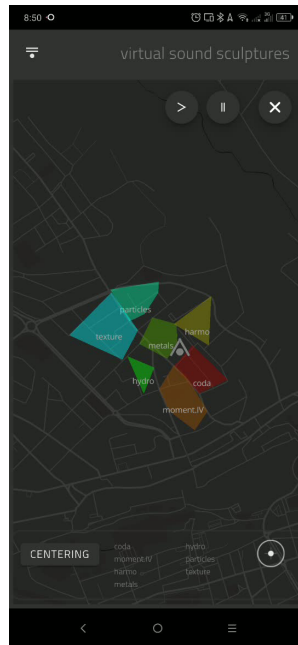 8:50
41
virtual sound sculptures
particles
harmo
texture
metals
hydro
coda
moment.iV
CENTERING
coda
hydro
moment.iV
particles
harmo
texture
metals